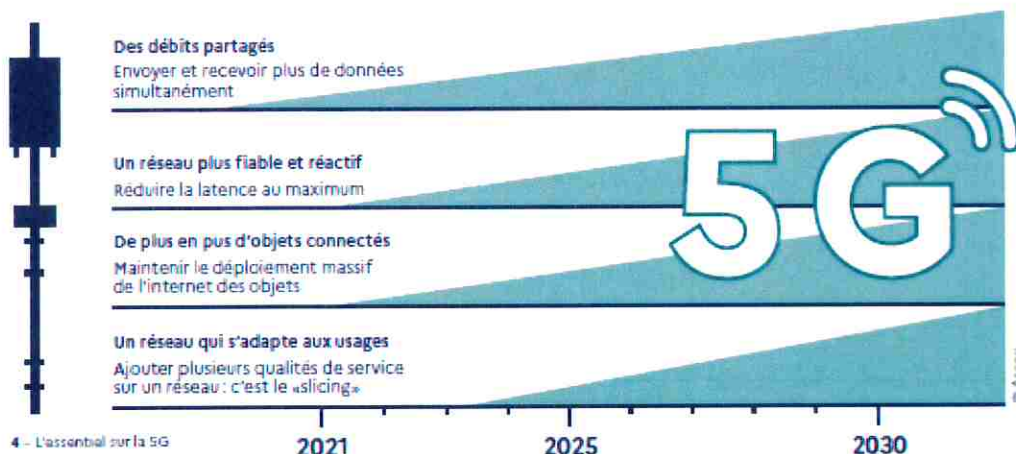 Des débits partagés
Envoyer et recevoir plus de données
simultanément
Un réseau plus fiable et réactif
Réduire la latence au maximum
5G
De plus en pus d'objets connectés
Maintenir le déploiement massif
de l'internet des objets
Un réseau qui s'adapte aux usages
Ajouter plusieurs qualités de service
sur un réseau : c'est le «slicing»
2021
2025
2030
4 – L'essentiel sur la 5G